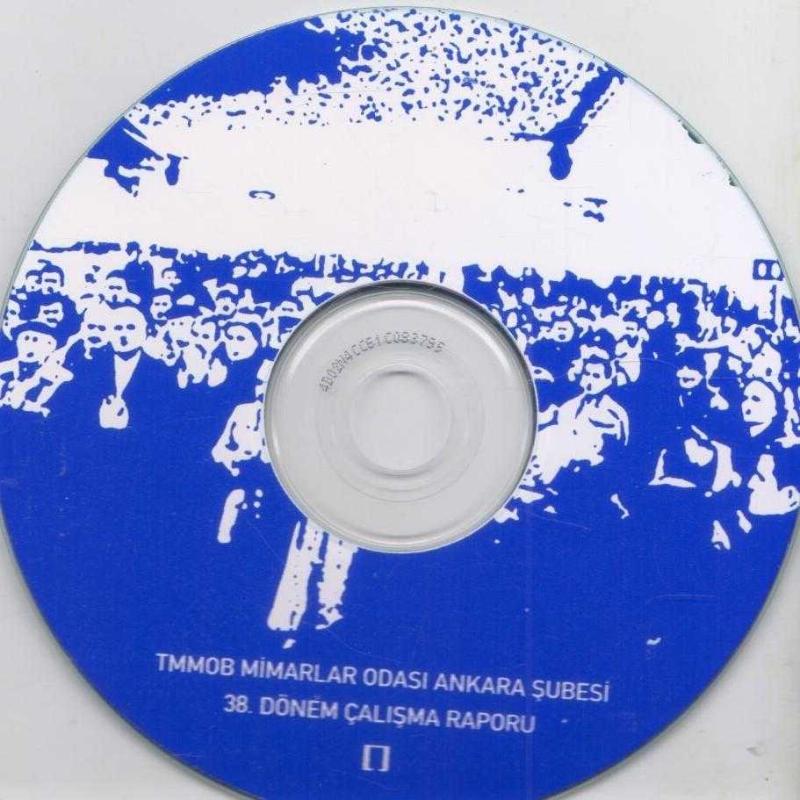 TMMOB MİMARLAR ODASI ANKARA ŞUBESİ
38. DÖNEM ÇALIŞMA RAPORU